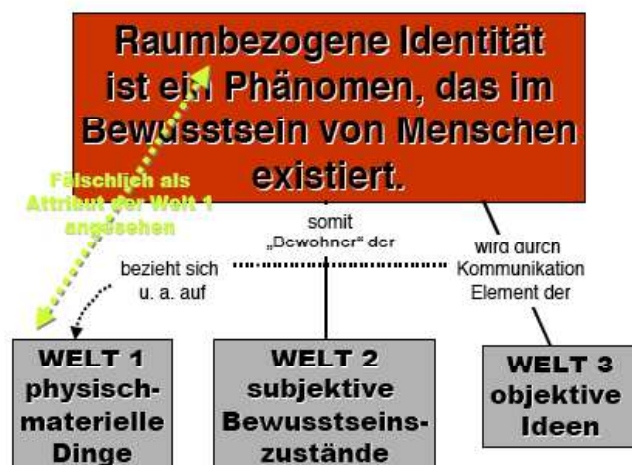 Raumbezogene Identität
ist ein Phänomen, das im
Bewusstsein von Menschen
existiert.
Fälschlich als
Attribut der Welt 1
angesehen
somit
„Bewohner“ der
bezieht sich
u. a. auf
wird durch
Kommunikation
Element der
WELT 1
physisch-
materielle
Dinge
WELT 2
subjektive
Bewusstseins-
zustände
WELT 3
objektive
Ideen